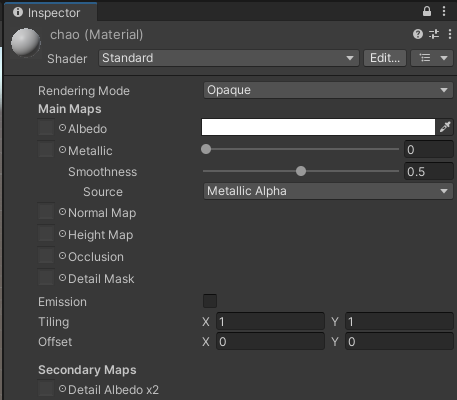 Inspector
chao (Material)
Shader Standard Edit...
Rendering Mode Opaque
Main Maps
Albedo
Metallic 0
Smoothness 0.5
Source Metallic Alpha
Normal Map
Height Map
Occlusion
Detail Mask
Emission
Tiling X 1 Y 1
Offset X 0 Y 0
Secondary Maps
Detail Albedo x2